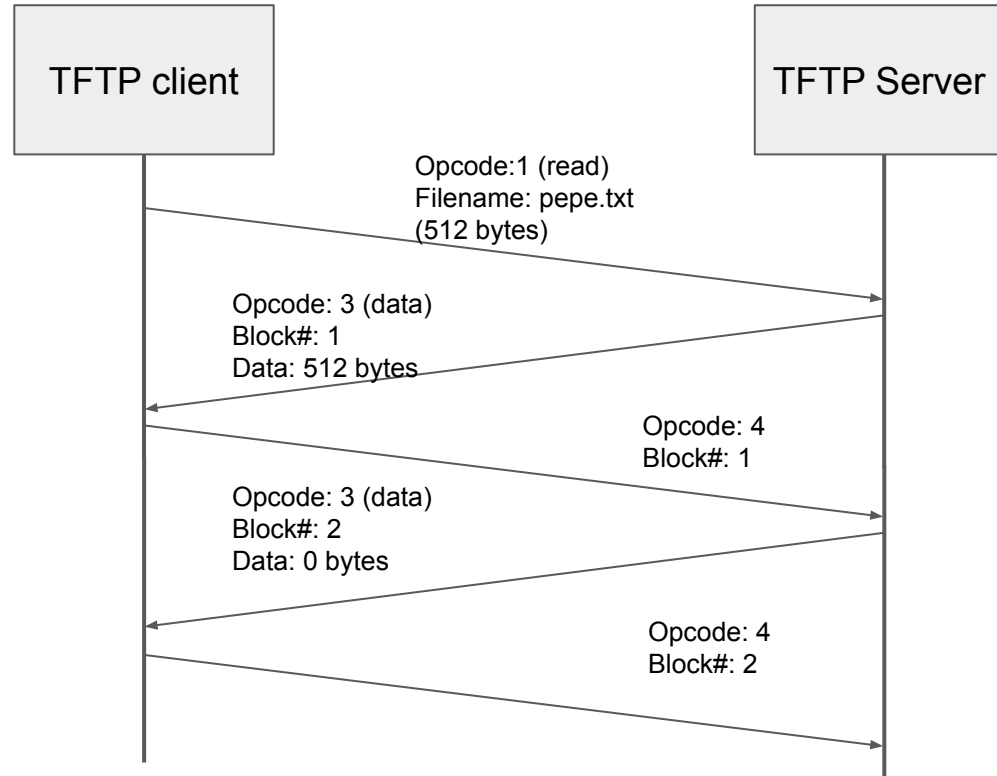 TFTP client
TFTP Server
Opcode:1 (read)
Filename: pepe.txt
(512 bytes)
Opcode: 3 (data)
Block#: 1
Data: 512 bytes
Opcode: 4
Block#: 1
Opcode: 3 (data)
Block#: 2
Data: 0 bytes
Opcode: 4
Block#: 2